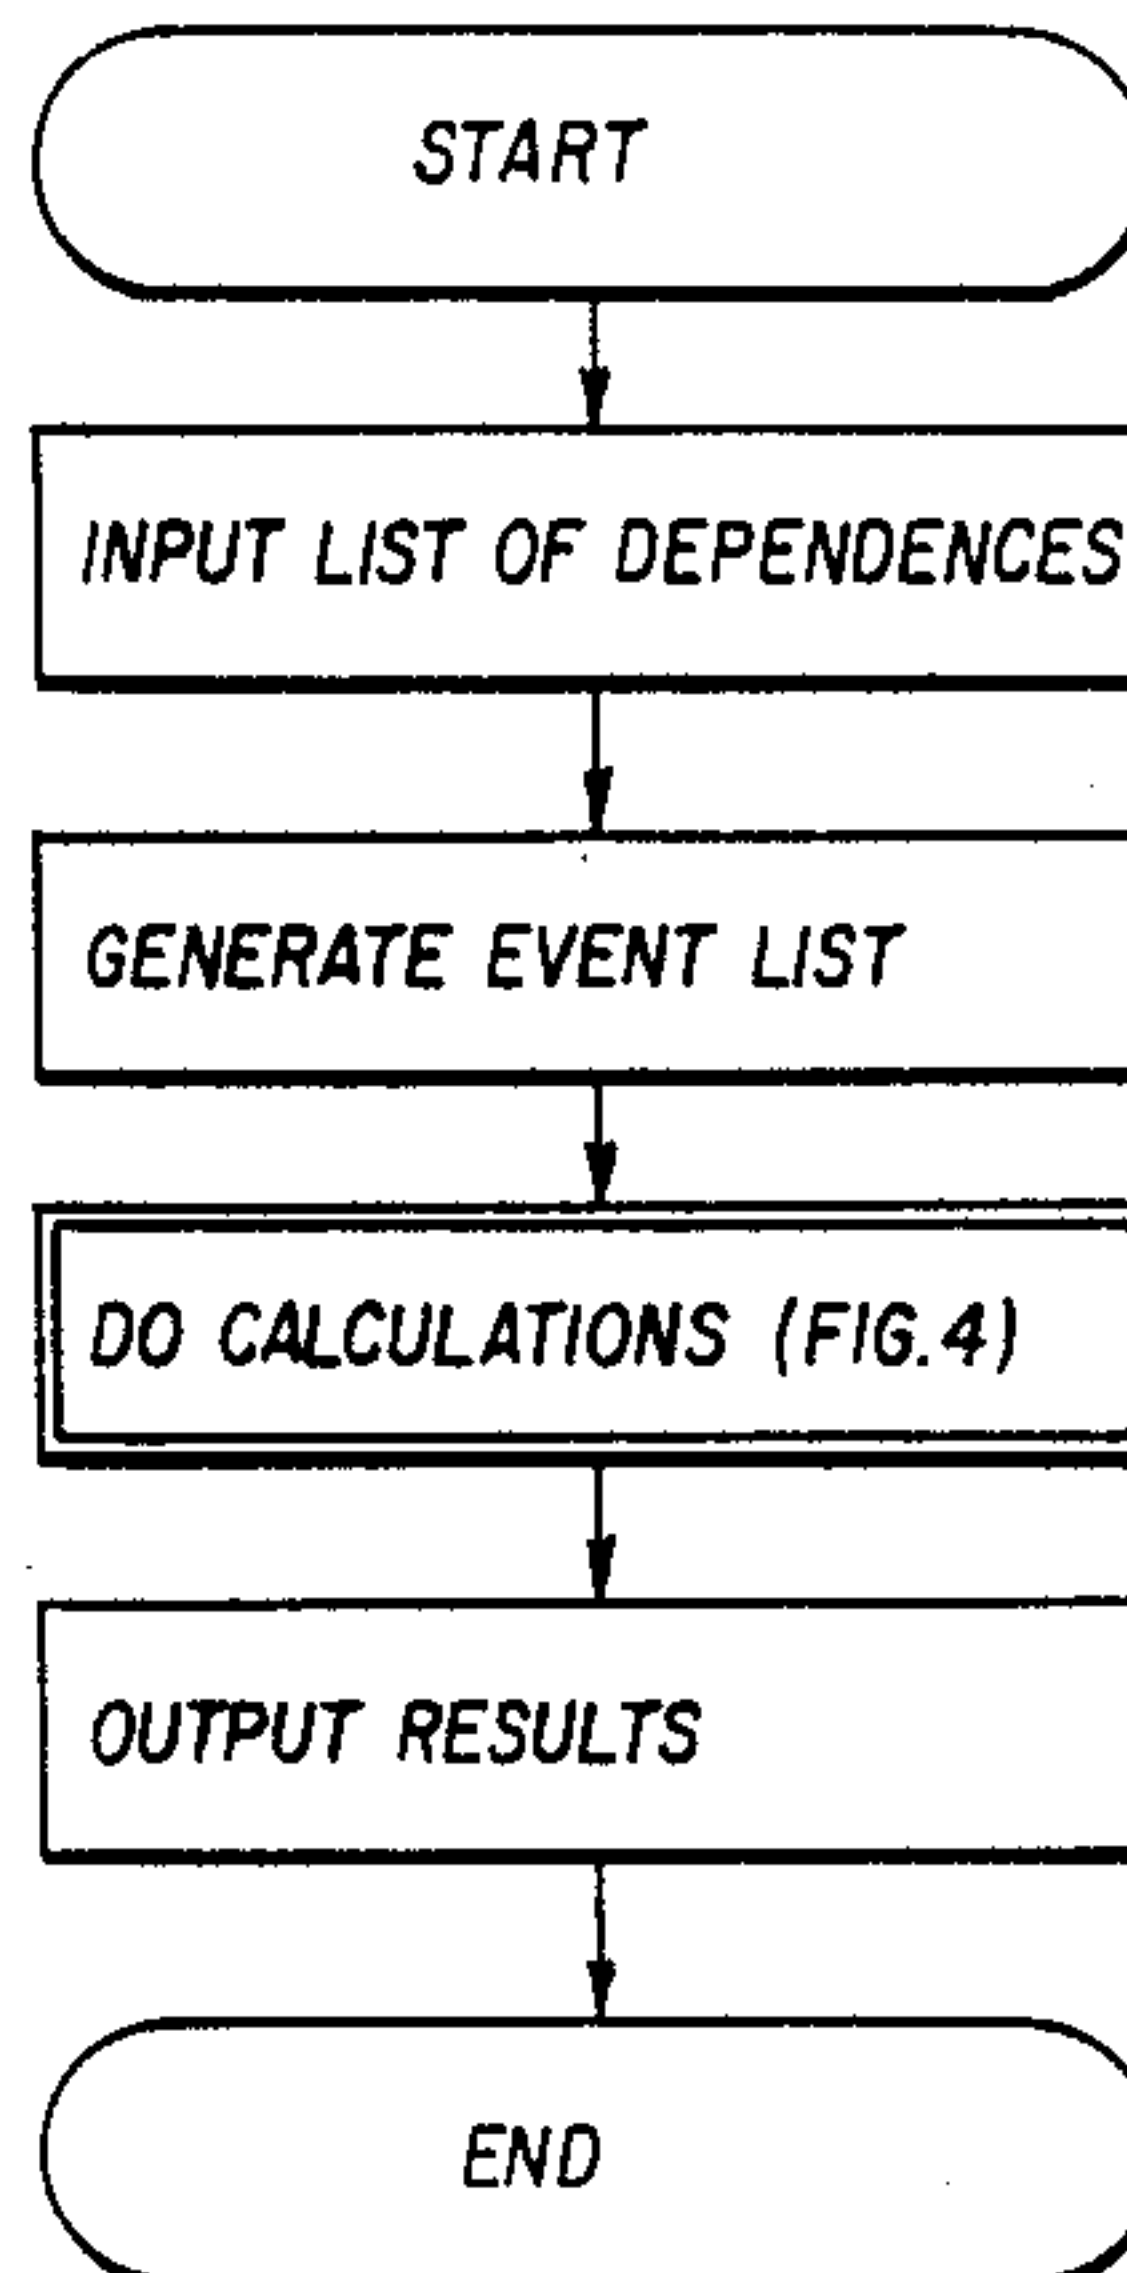 START
INPUT LIST OF DEPENDENCES
GENERATE EVENT LIST
DO CALCULATIONS (FIG.4)
OUTPUT RESULTS
END